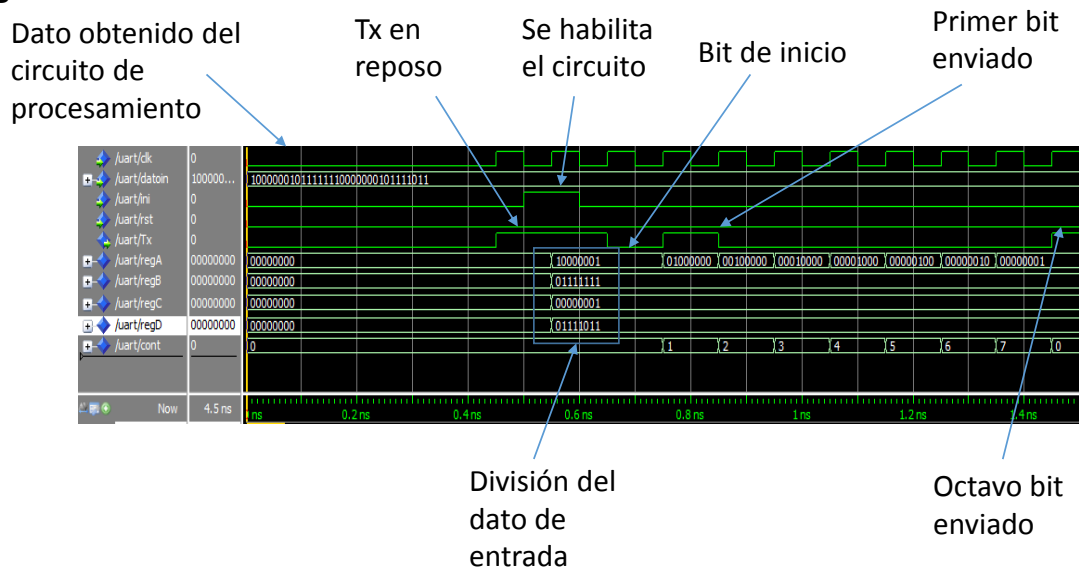 Dato obtenido del
circuito de
procesamiento
Tx en
reposo
Se habilita
el circuito
Bit de inicio
Primer bit
enviado
/uart/clk 0
/uart/datoin 100000... 10000001011111110000000101111011
/uart/ini 0
/uart/rst 0
/uart/Tx 0
/uart/regA 00000000 00000000 10000001 01000000 00100000 00010000 00001000 00000100 00000010 00000001
/uart/regB 00000000 00000000 01111111
/uart/regC 00000000 00000000 00000001
/uart/regD 00000000 00000000 01111011
/uart/cont 0 0 1 2 3 4 5 6 7 0
Now 4.5 ns ns 0.2 ns 0.4 ns 0.6 ns 0.8 ns 1 ns 1.2 ns 1.4 ns
División del
dato de
entrada
Octavo bit
enviado